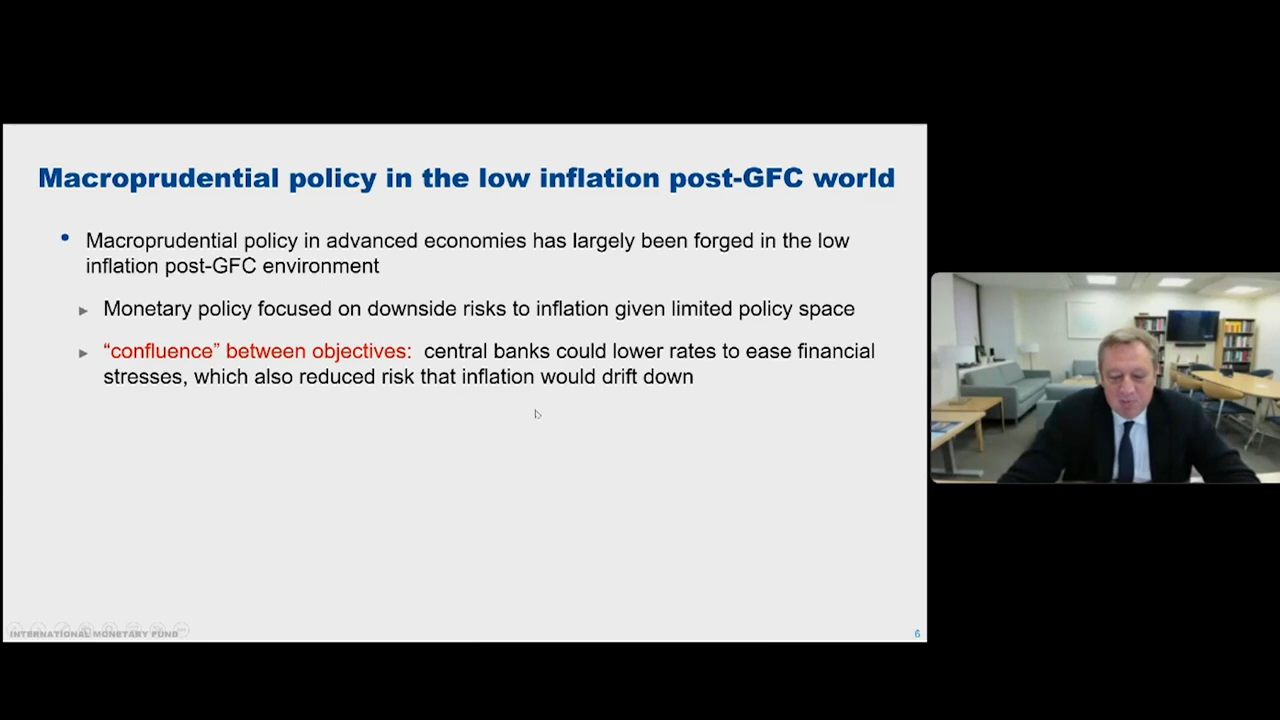 Macroprudential policy in the low inflation post-GFC world
Macroprudential policy in advanced economies has largely been forged in the low
inflation post-GFC environment
Monetary policy focused on downside risks to inflation given limited policy space
“confluence” between objectives: central banks could lower rates to ease financial
stresses, which also reduced risk that inflation would drift down
INTERNATIONAL MONETARY FUND
6